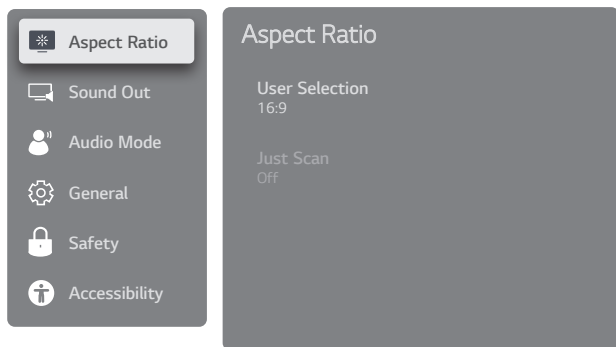 Aspect Ratio
Sound Out
Audio Mode
General
Safety
Accessibility
Aspect Ratio
User Selection
16:9
Just Scan
Off